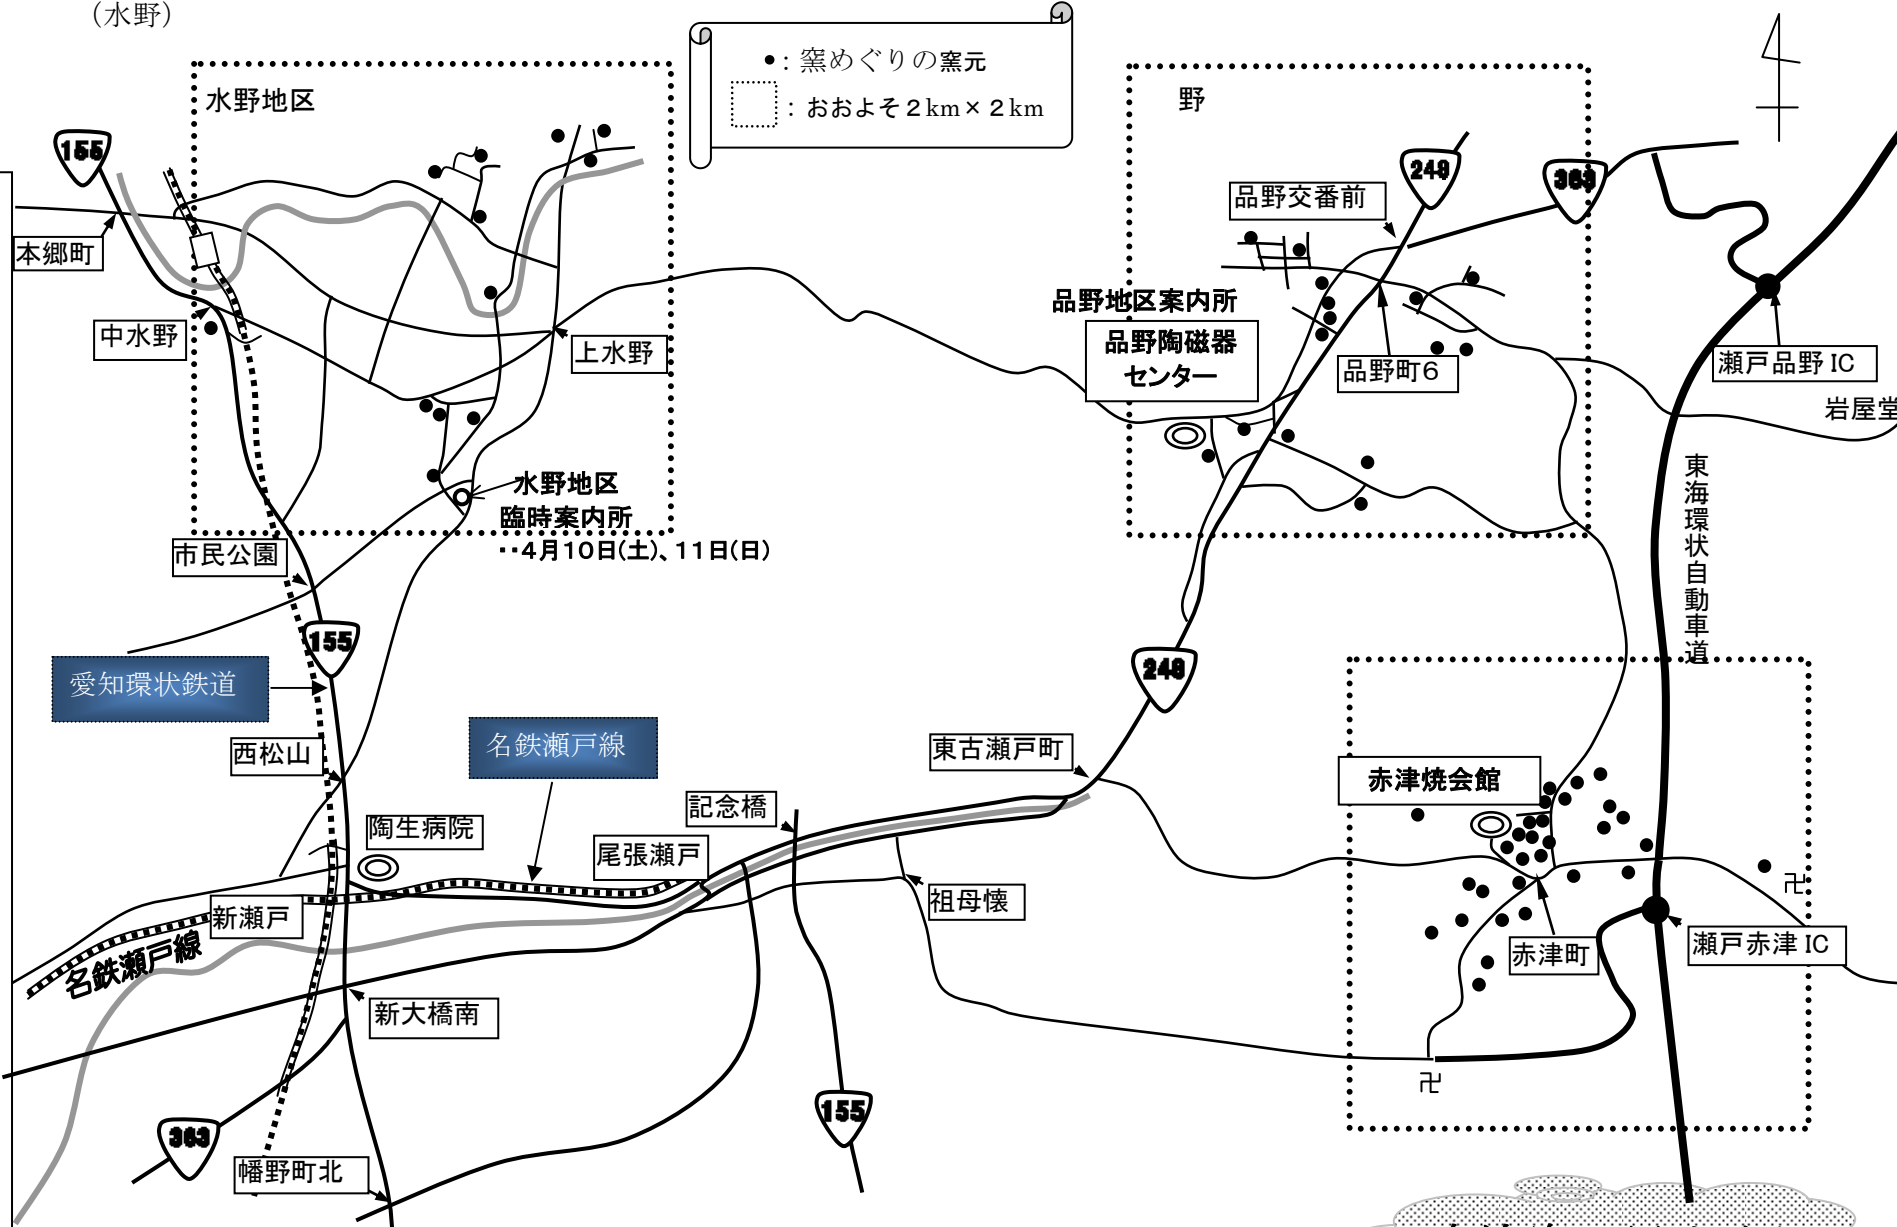 （水野）
●：窯めぐりの窯元
：おおよそ２km×２km
水野地区
野
155
249
363
品野交番前
本郷町
中水野
上水野
品野地区案内所
品野陶磁器
センター
品野町６
瀬戸品野 IC
岩屋堂
水野地区
臨時案内所
４月１０日（土）、１１日（日）
東海環状自動車道
市民公園
155
愛知環状鉄道
248
西松山
名鉄瀬戸線
東古瀬戸町
赤津焼会館
記念橋
陶生病院
尾張瀬戸
祖母懐
新瀬戸
名鉄瀬戸線
卍
赤津町
瀬戸赤津 IC
新大橋南
卍
155
363
幡野町北